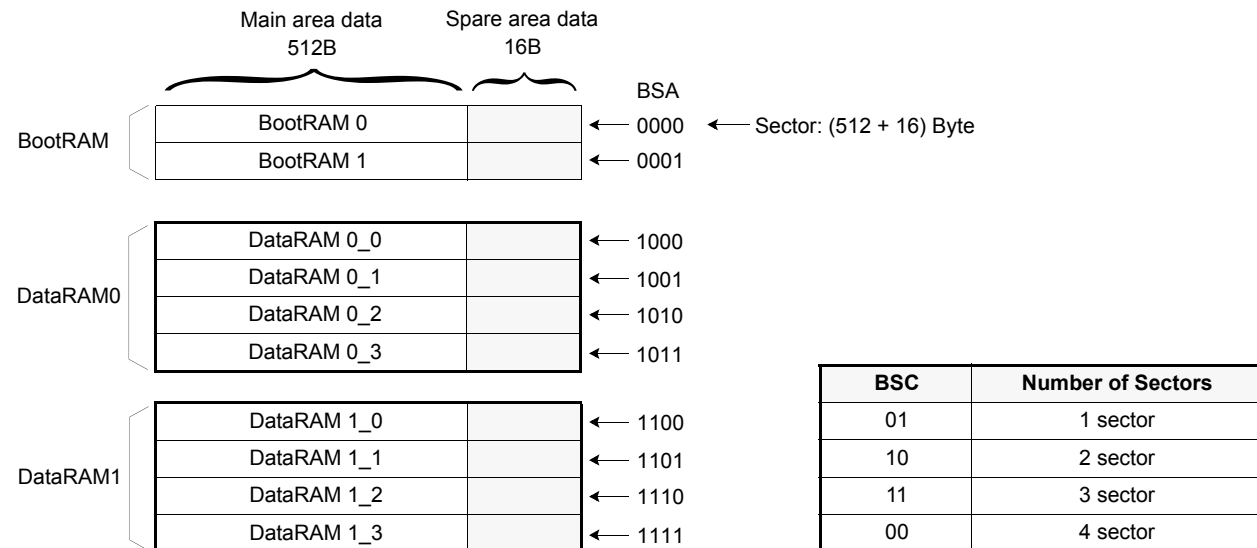 Main area data
512B
Spare area data
16B
BSA
BootRAM
BootRAM 0
0000
Sector: (512 + 16) Byte
BootRAM 1
0001
DataRAM0
DataRAM 0_0
1000
DataRAM 0_1
1001
DataRAM 0_2
1010
DataRAM 0_3
1011
DataRAM1
DataRAM 1_0
1100
DataRAM 1_1
1101
DataRAM 1_2
1110
DataRAM 1_3
1111
BSC Number of Sectors
01 1 sector
10 2 sector
11 3 sector
00 4 sector